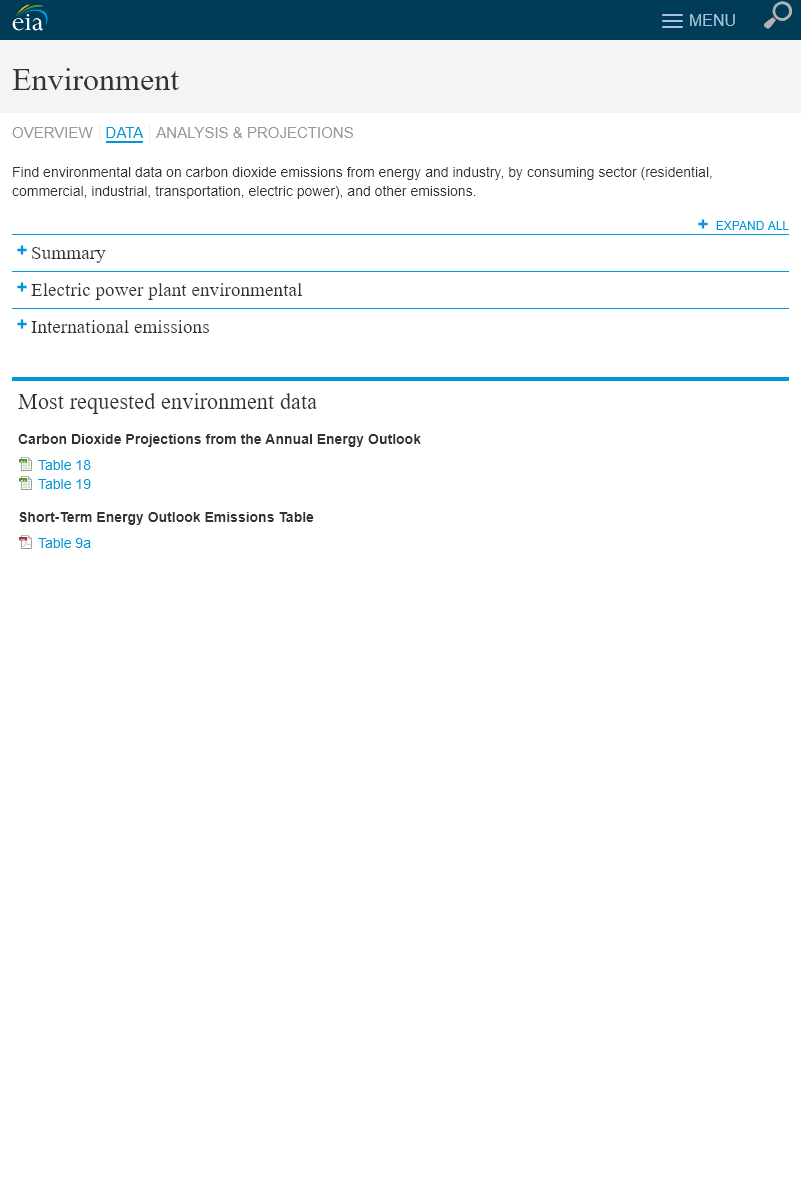 eia
MENU
Environment
OVERVIEW
DATA
ANALYSIS & PROJECTIONS
Find environmental data on carbon dioxide emissions from energy and industry, by consuming sector (residential,
commercial, industrial, transportation, electric power), and other emissions.
+ EXPAND ALL
+ Summary
+ Electric power plant environmental
+ International emissions
Most requested environment data
Carbon Dioxide Projections from the Annual Energy Outlook
Table 18
Table 19
Short-Term Energy Outlook Emissions Table
Table 9a